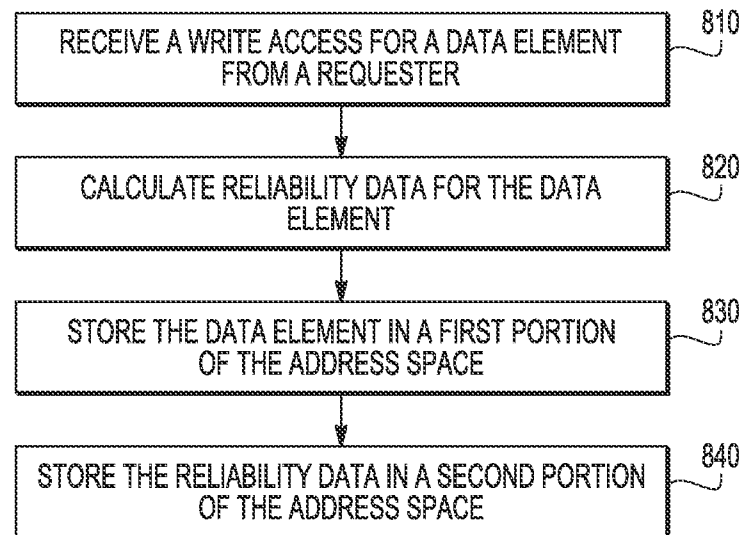 RECEIVE A WRITE ACCESS FOR A DATA ELEMENT
FROM A REQUESTER
810
CALCULATE RELIABILITY DATA FOR THE DATA
ELEMENT
820
STORE THE DATA ELEMENT IN A FIRST PORTION
OF THE ADDRESS SPACE
830
STORE THE RELIABILITY DATA IN A SECOND PORTION
OF THE ADDRESS SPACE
840